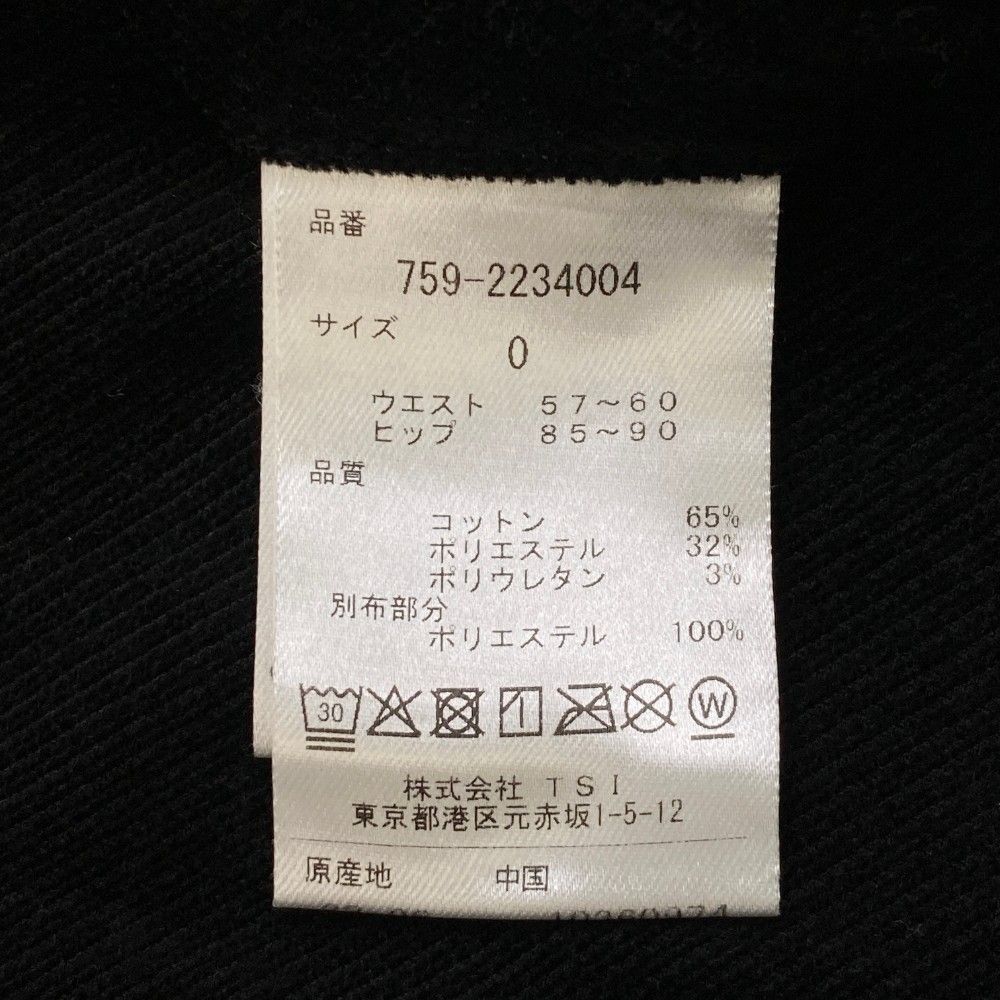 品番
759-2234004
サイズ
0
ウエスト 57～60
ヒップ 85～90
品質
コットン 65%
ポリエステル 32%
ポリウレタン 3%
別布部分
ポリエステル 100%
30 W
株式会社 TSI
東京都港区元赤坂1-5-12
原産地 中国